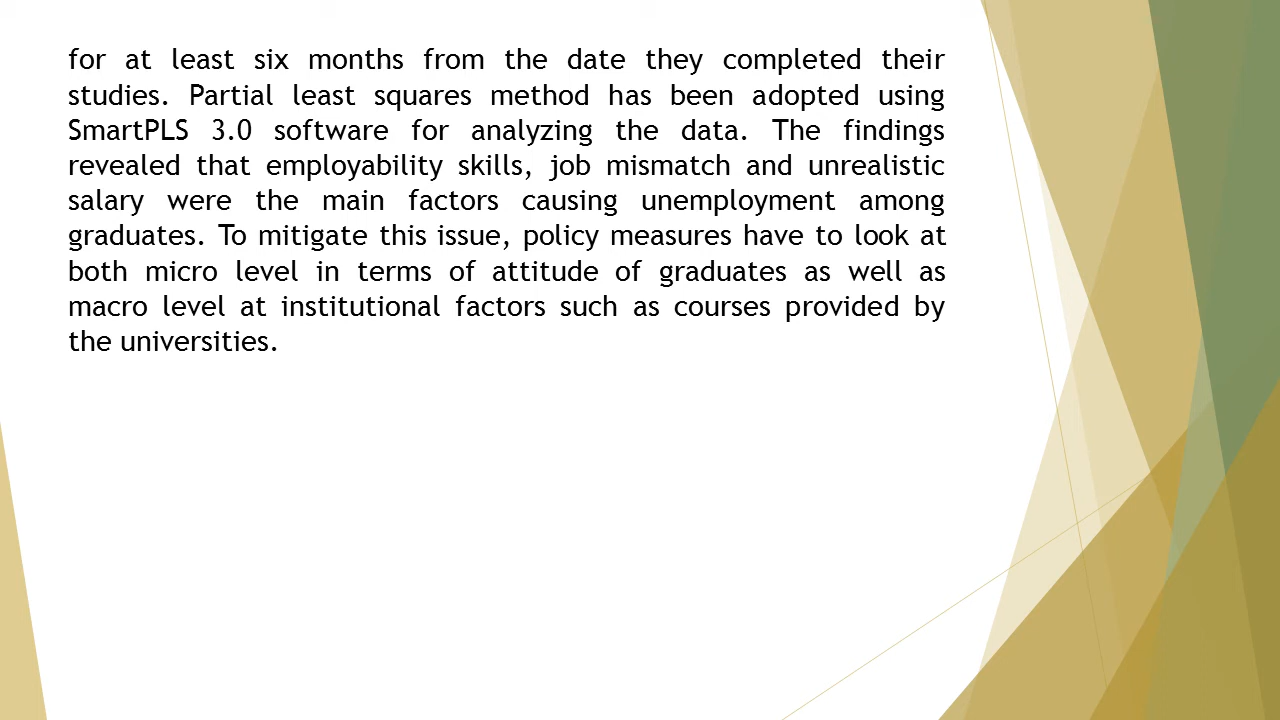 for at least six months from the date they completed their
studies. Partial least squares method has been adopted using
SmartPLS 3.0 software for analyzing the data. The findings
revealed that employability skills, job mismatch and unrealistic
salary were the main factors causing unemployment among
graduates. To mitigate this issue, policy measures have to look at
both micro level in terms of attitude of graduates as well as
macro level at institutional factors such as courses provided by
the universities.